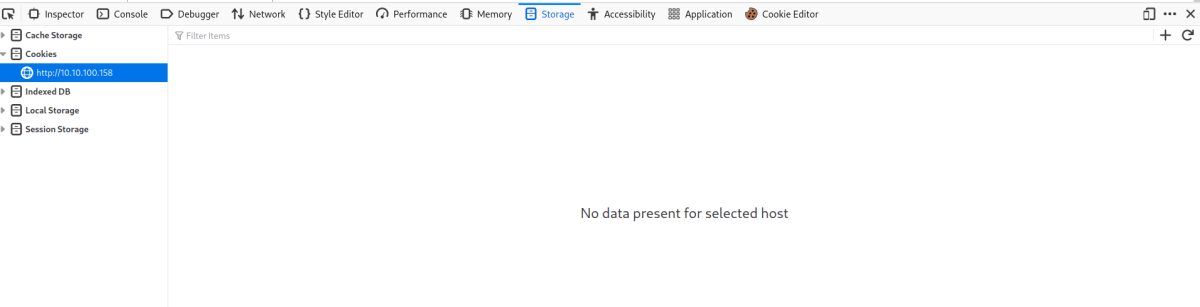 Inspector Console Debugger Network Style Editor Performance Memory Storage Accessibility Application Cookie Editor
Cache Storage
Filter Items
Cookies
http://10.10.100.158
Indexed DB
Local Storage
Session Storage
No data present for selected host